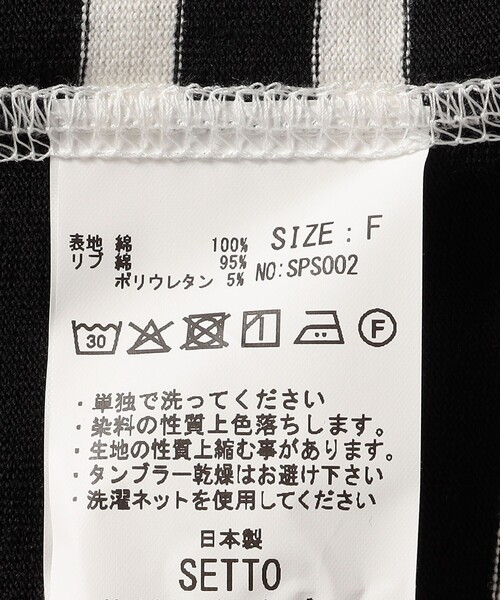 表地 綿 100%
リブ 綿 95%
ポリウレタン 5%
SIZE : F
NO:SPS002
30 F
・単独で洗ってください
・染料の性質上色落ちします。
・生地の性質上縮む事があります。
・タンブラー乾燥はお避け下さい
・洗濯ネットを使用してください
日本製
SETTO